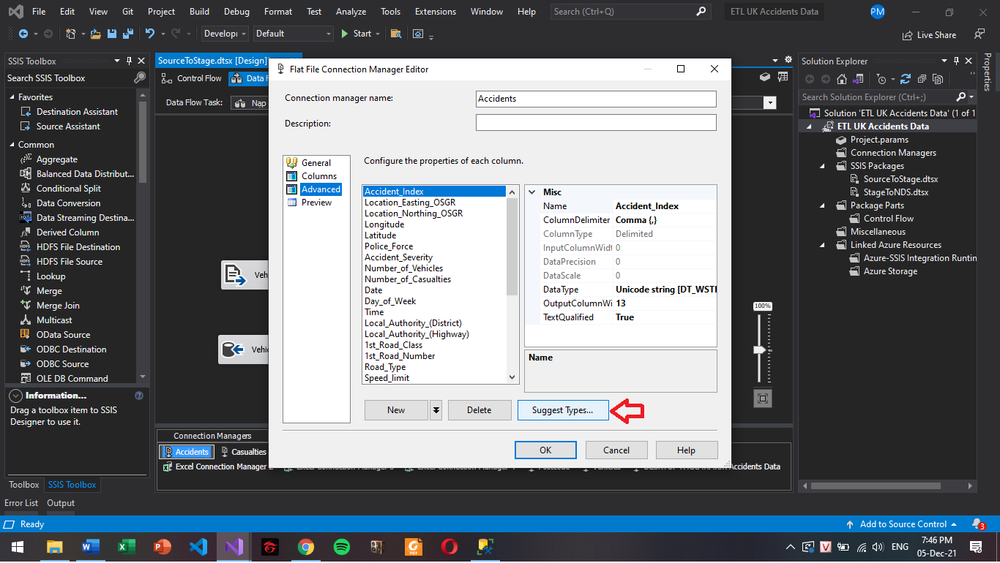 File Edit View Git Project Build Debug Format Test Analyze Tools Extensions Window Help Search (Ctrl+Q) ETL UK Accidents Data PM
Develop Default Start Live Share
SSIS Toolbox
Search SSIS Toolbox
Favorites
Destination Assistant
Source Assistant
Common
Aggregate
Balanced Data Distribut...
Conditional Split
Data Conversion
Data Streaming Destina...
Derived Column
HDFS File Destination
HDFS File Source
Lookup
Merge
Merge Join
Multicast
OData Source
ODBC Destination
ODBC Source
OLE DB Command
Information...
Drag a toolbox item to SSIS
Designer to use it.
Toolbox SSIS Toolbox
Error List Output
SourceToStage.dtsx [Design]
Control Flow Data F
Data Flow Task: Nạp
Vehi
Vehic
100%
Flat File Connection Manager Editor
Connection manager name: Accidents
Description:
General
Columns
Advanced
Preview
Configure the properties of each column.
Accident_Index
Location_Easting_OSGR
Location_Northing_OSGR
Longitude
Latitude
Police_Force
Accident_Severity
Number_of_Vehicles
Number_of_Casualties
Date
Day_of_Week
Time
Local_Authority_(District)
Local_Authority_(Highway)
1st_Road_Class
1st_Road_Number
Road_Type
Speed_limit
Misc
Name Accident_Index
ColumnDelimiter Comma {,}
ColumnType Delimited
InputColumnWidt 0
DataPrecision 0
DataScale 0
DataType Unicode string [DT_WSTI
OutputColumnWi 13
TextQualified True
Name
New Delete Suggest Types...
OK Cancel Help
Connection Managers
Accidents Casualties
Excel Connection Manager 2 Accidents Data
Solution Explorer
Search Solution Explorer (Ctrl+;)
Solution 'ETL UK Accidents Data' (1 of 1
ETL UK Accidents Data
Project.params
Connection Managers
SSIS Packages
SourceToStage.dtsx
StageToNDS.dtsx
Package Parts
Control Flow
Miscellaneous
Linked Azure Resources
Azure-SSIS Integration Runtin
Azure Storage
Properties
Ready Add to Source Control 3
ENG 7:46 PM
05-Dec-21